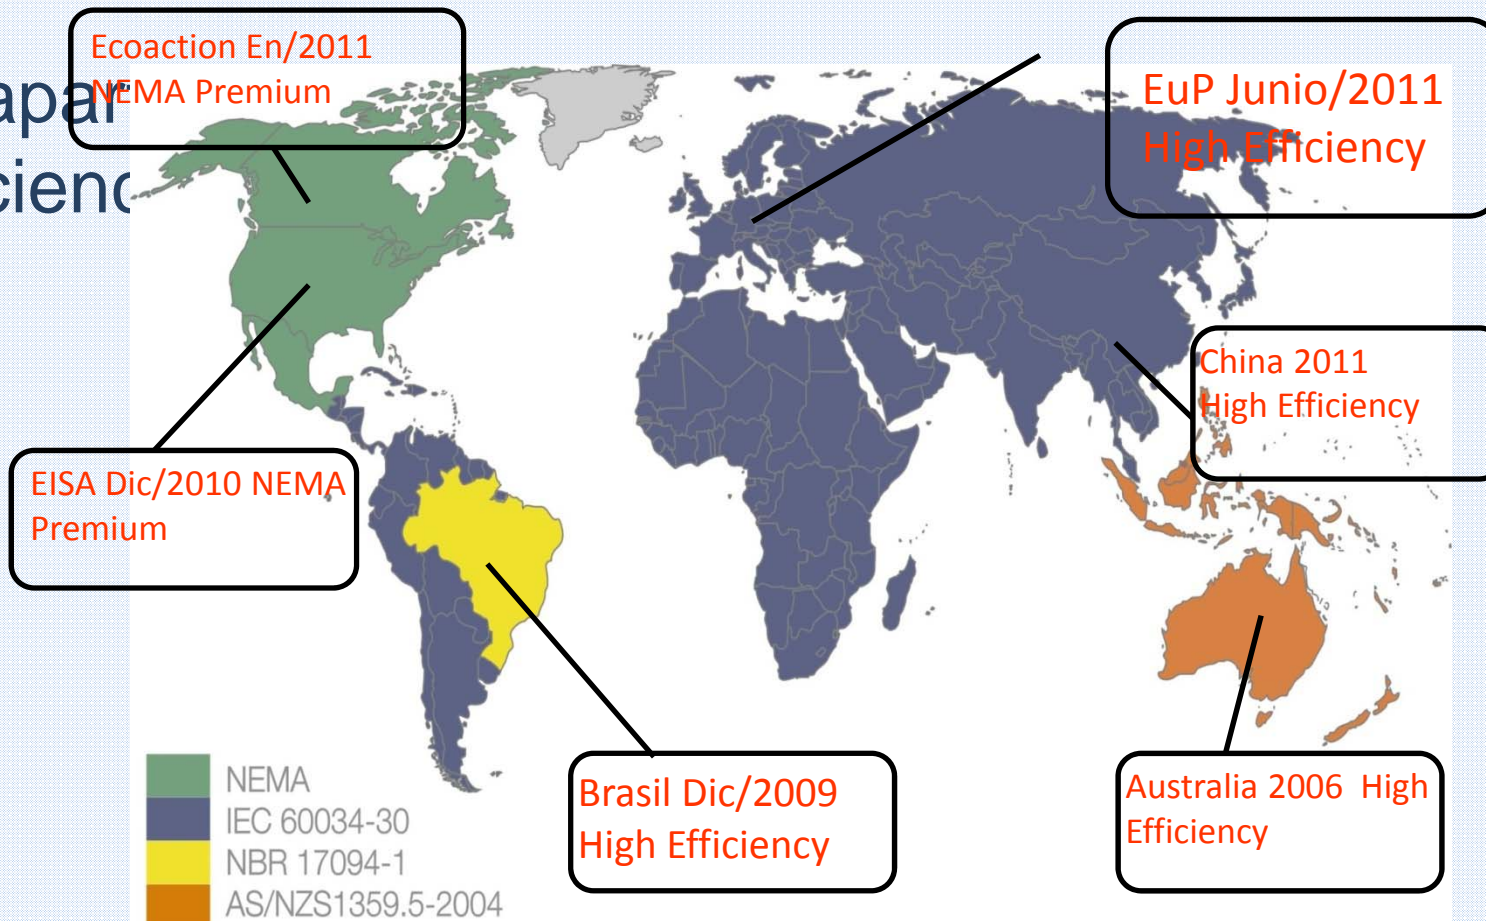 Ecoaction En/2011
NEMA Premium
EuP Junio/2011
High Efficiency
China 2011
High Efficiency
EISA Dic/2010 NEMA
Premium
Brasil Dic/2009
High Efficiency
Australia 2006 High
Efficiency
NEMA
IEC 60034-30
NBR 17094-1
AS/NZS1359.5-2004